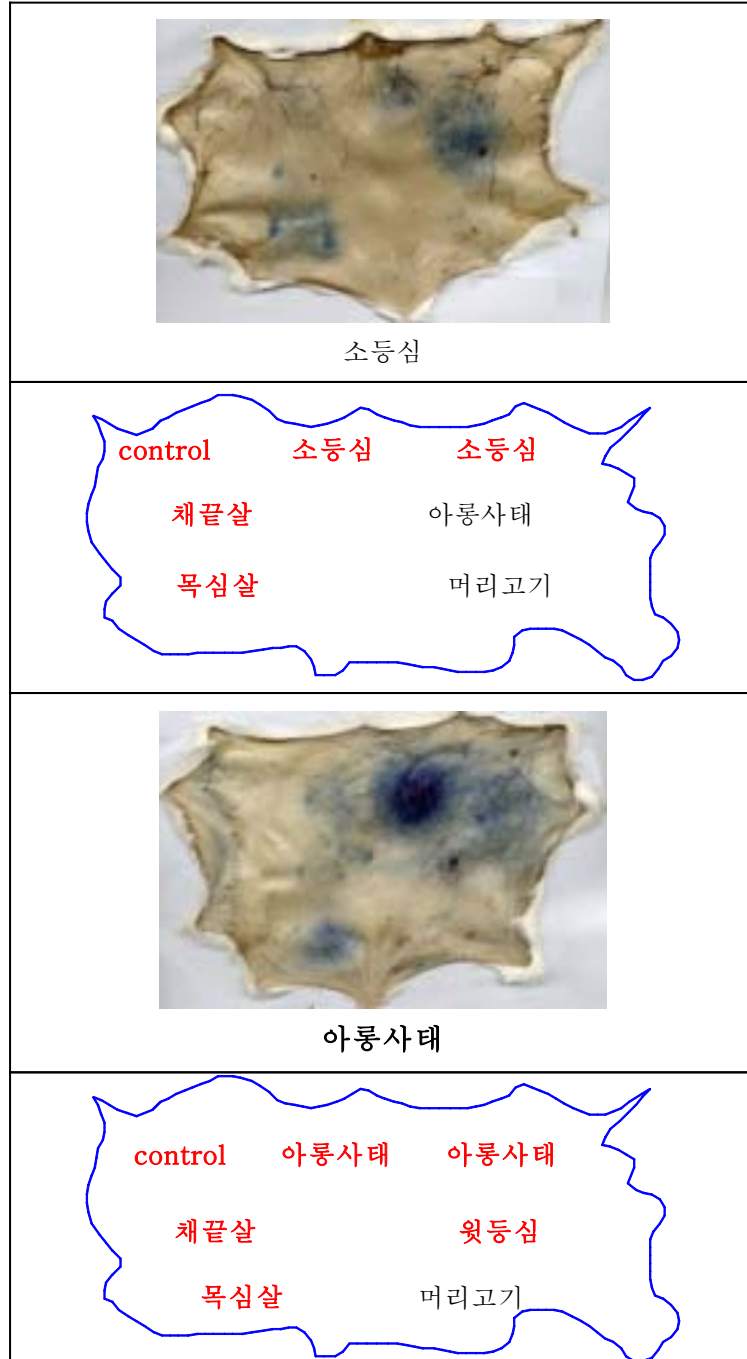 소등심
control 소등심 소등심
채끝살 아롱사태
목심살 머리고기
아롱사태
control 아롱사태 아롱사태
채끝살 윗등심
목심살 머리고기